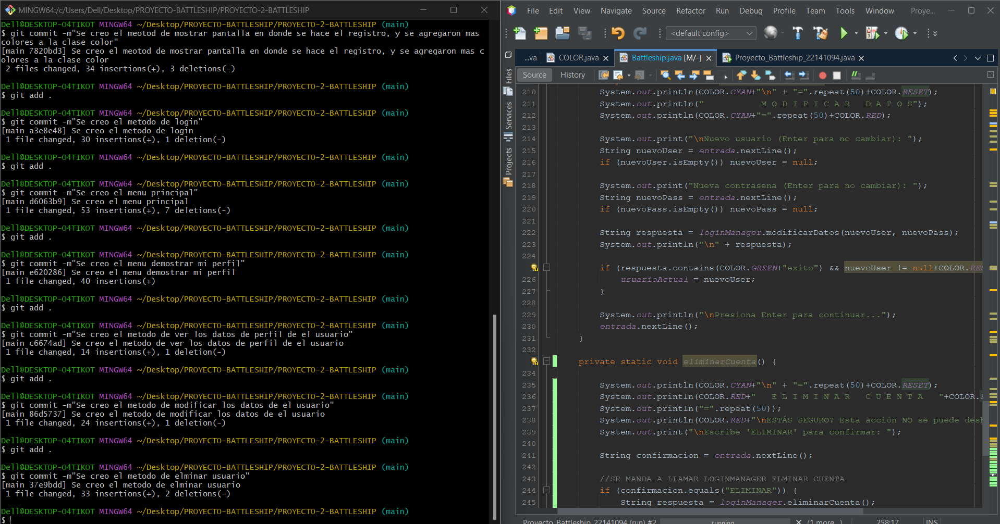 MINGW64:/c/Users/Dell/Desktop/PROYECTO-BATTLESHIP/PROYECTO-2-BATTLESHIP
Dell@DESKTOP-O4TIKOT MINGW64 ~/Desktop/PROYECTO-BATTLESHIP/PROYECTO-2-BATTLESHIP (main)
$ git commit -m"Se creo el meotod de mostrar pantalla en donde se hace el registro, y se agregaron mas
colores a la clase color"
[main 7820bd3] Se creo el meotod de mostrar pantalla en donde se hace el registro, y se agregaron mas c
olores a la clase color
 2 files changed, 34 insertions(+), 3 deletions(-)
Dell@DESKTOP-O4TIKOT MINGW64 ~/Desktop/PROYECTO-BATTLESHIP/PROYECTO-2-BATTLESHIP (main)
$ git add .
Dell@DESKTOP-O4TIKOT MINGW64 ~/Desktop/PROYECTO-BATTLESHIP/PROYECTO-2-BATTLESHIP (main)
$ git commit -m"Se creo el metodo de login"
[main a3e8e48] Se creo el metodo de login
 1 file changed, 30 insertions(+), 1 deletion(-)
Dell@DESKTOP-O4TIKOT MINGW64 ~/Desktop/PROYECTO-BATTLESHIP/PROYECTO-2-BATTLESHIP (main)
$ git add .
Dell@DESKTOP-O4TIKOT MINGW64 ~/Desktop/PROYECTO-BATTLESHIP/PROYECTO-2-BATTLESHIP (main)
$ git commit -m"Se creo el menu principal"
[main d6063b9] Se creo el menu principal
 1 file changed, 53 insertions(+), 7 deletions(-)
Dell@DESKTOP-O4TIKOT MINGW64 ~/Desktop/PROYECTO-BATTLESHIP/PROYECTO-2-BATTLESHIP (main)
$ git add .
Dell@DESKTOP-O4TIKOT MINGW64 ~/Desktop/PROYECTO-BATTLESHIP/PROYECTO-2-BATTLESHIP (main)
$ git commit -m"Se creo el menu demostrar mi perfil"
[main e620286] Se creo el menu demostrar mi perfil
 1 file changed, 40 insertions(+)
Dell@DESKTOP-O4TIKOT MINGW64 ~/Desktop/PROYECTO-BATTLESHIP/PROYECTO-2-BATTLESHIP (main)
$ git add .
Dell@DESKTOP-O4TIKOT MINGW64 ~/Desktop/PROYECTO-BATTLESHIP/PROYECTO-2-BATTLESHIP (main)
$ git commit -m"Se creo el metodo de ver los datos de perfil de el usuario"
[main c6674ad] Se creo el metodo de ver los datos de perfil de el usuario
 1 file changed, 14 insertions(+), 1 deletion(-)
Dell@DESKTOP-O4TIKOT MINGW64 ~/Desktop/PROYECTO-BATTLESHIP/PROYECTO-2-BATTLESHIP (main)
$ git add .
Dell@DESKTOP-O4TIKOT MINGW64 ~/Desktop/PROYECTO-BATTLESHIP/PROYECTO-2-BATTLESHIP (main)
$ git commit -m"Se creo el metodo de modificar los datos de el usuario"
[main 86d5737] Se creo el metodo de modificar los datos de el usuario
 1 file changed, 24 insertions(+), 1 deletion(-)
Dell@DESKTOP-O4TIKOT MINGW64 ~/Desktop/PROYECTO-BATTLESHIP/PROYECTO-2-BATTLESHIP (main)
$ git add .
Dell@DESKTOP-O4TIKOT MINGW64 ~/Desktop/PROYECTO-BATTLESHIP/PROYECTO-2-BATTLESHIP (main)
$ git commit -m"Se creo el metodo de elminar usuario"
[main 37e9bdd] Se creo el metodo de elminar usuario
 1 file changed, 33 insertions(+), 2 deletions(-)
Dell@DESKTOP-O4TIKOT MINGW64 ~/Desktop/PROYECTO-BATTLESHIP/PROYECTO-2-BATTLESHIP (main)
$
File Edit View Navigate Source Refactor Run Debug Profile Team Tools Window Proye...
<default config>
...va COLOR.java Battleship.java [M/-] Proyecto_Battleship_22141094.java
Source History
Files
Services
Projects
210 System.out.println(COLOR.CYAN+"\n" + "=".repeat(50)+COLOR.RESET);
211 System.out.println("           M O D I F I C A R   D A T O S");
212 System.out.println(COLOR.CYAN+"=".repeat(50)+COLOR.RED);
213
214 System.out.print("\nNuevo usuario (Enter para no cambiar): ");
215 String nuevoUser = entrada.nextLine();
216 if (nuevoUser.isEmpty()) nuevoUser = null;
217
218 System.out.print("Nueva contrasena (Enter para no cambiar): ");
219 String nuevoPass = entrada.nextLine();
220 if (nuevoPass.isEmpty()) nuevoPass = null;
221
222 String respuesta = loginManager.modificarDatos(nuevoUser, nuevoPass);
223 System.out.println("\n" + respuesta);
224
if (respuesta.contains(COLOR.GREEN+"exito") && nuevoUser != null+COLOR.RES
226 usuarioActual = nuevoUser;
227 }
228
229 System.out.println("\nPresiona Enter para continuar...");
230 entrada.nextLine();
231 }
232
private static void eliminarCuenta() {
234
235 System.out.println(COLOR.CYAN+"\n" + "=".repeat(50)+COLOR.RESET);
236 System.out.println(COLOR.RED+"   E L I M I N A R   C U E N T A   "+COLOR.R
237 System.out.println("=".repeat(50));
238 System.out.println(COLOR.RED+"\nESTÁS SEGURO? Esta acción NO se puede desh
239 System.out.print("\nEscribe 'ELIMINAR' para confirmar: ");
240
241 String confirmacion = entrada.nextLine();
242
243 //SE MANDA A LLAMAR LOGINMANAGER ELMINAR CUENTA
244 if (confirmacion.equals("ELIMINAR")) {
245 String respuesta = loginManager.eliminarCuenta();
Proyecto_Battleship_22141094 (run) #2 running... (1 more...) 258:17 INS